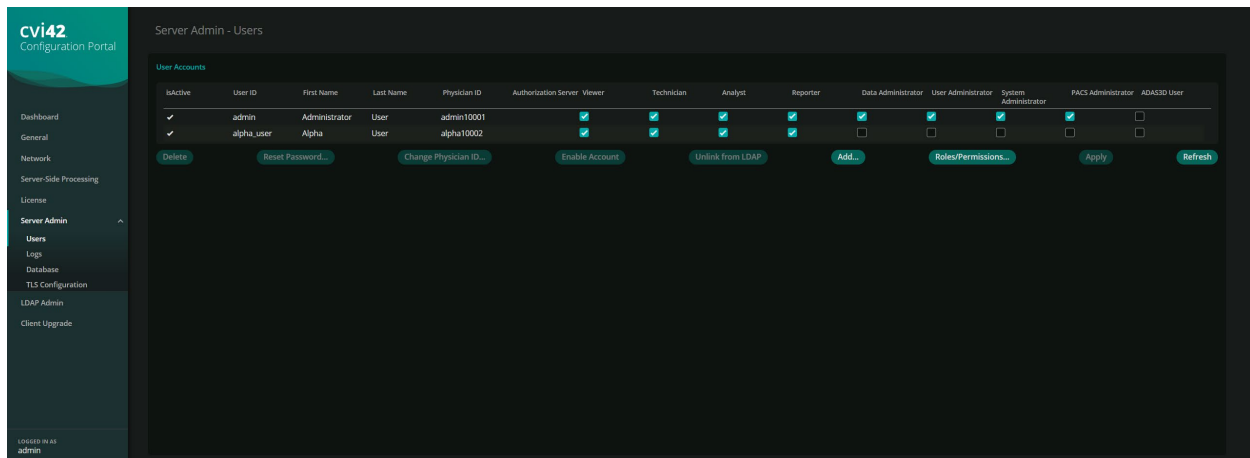 cvi42
Configuration Portal
Server Admin - Users
User Accounts
isActive User ID First Name Last Name Physician ID Authorization Server Viewer Technician Analyst Reporter Data Administrator User Administrator System Administrator PACS Administrator ADAS3D User
admin Administrator User admin10001
alpha_user Alpha User alpha10002
Delete Reset Password... Change Physician ID... Enable Account Unlink from LDAP Add... Roles/Permissions... Apply Refresh
Dashboard
General
Network
Server-Side Processing
License
Server Admin
Users
Logs
Database
TLS Configuration
LDAP Admin
Client Upgrade
LOGGED IN AS
admin